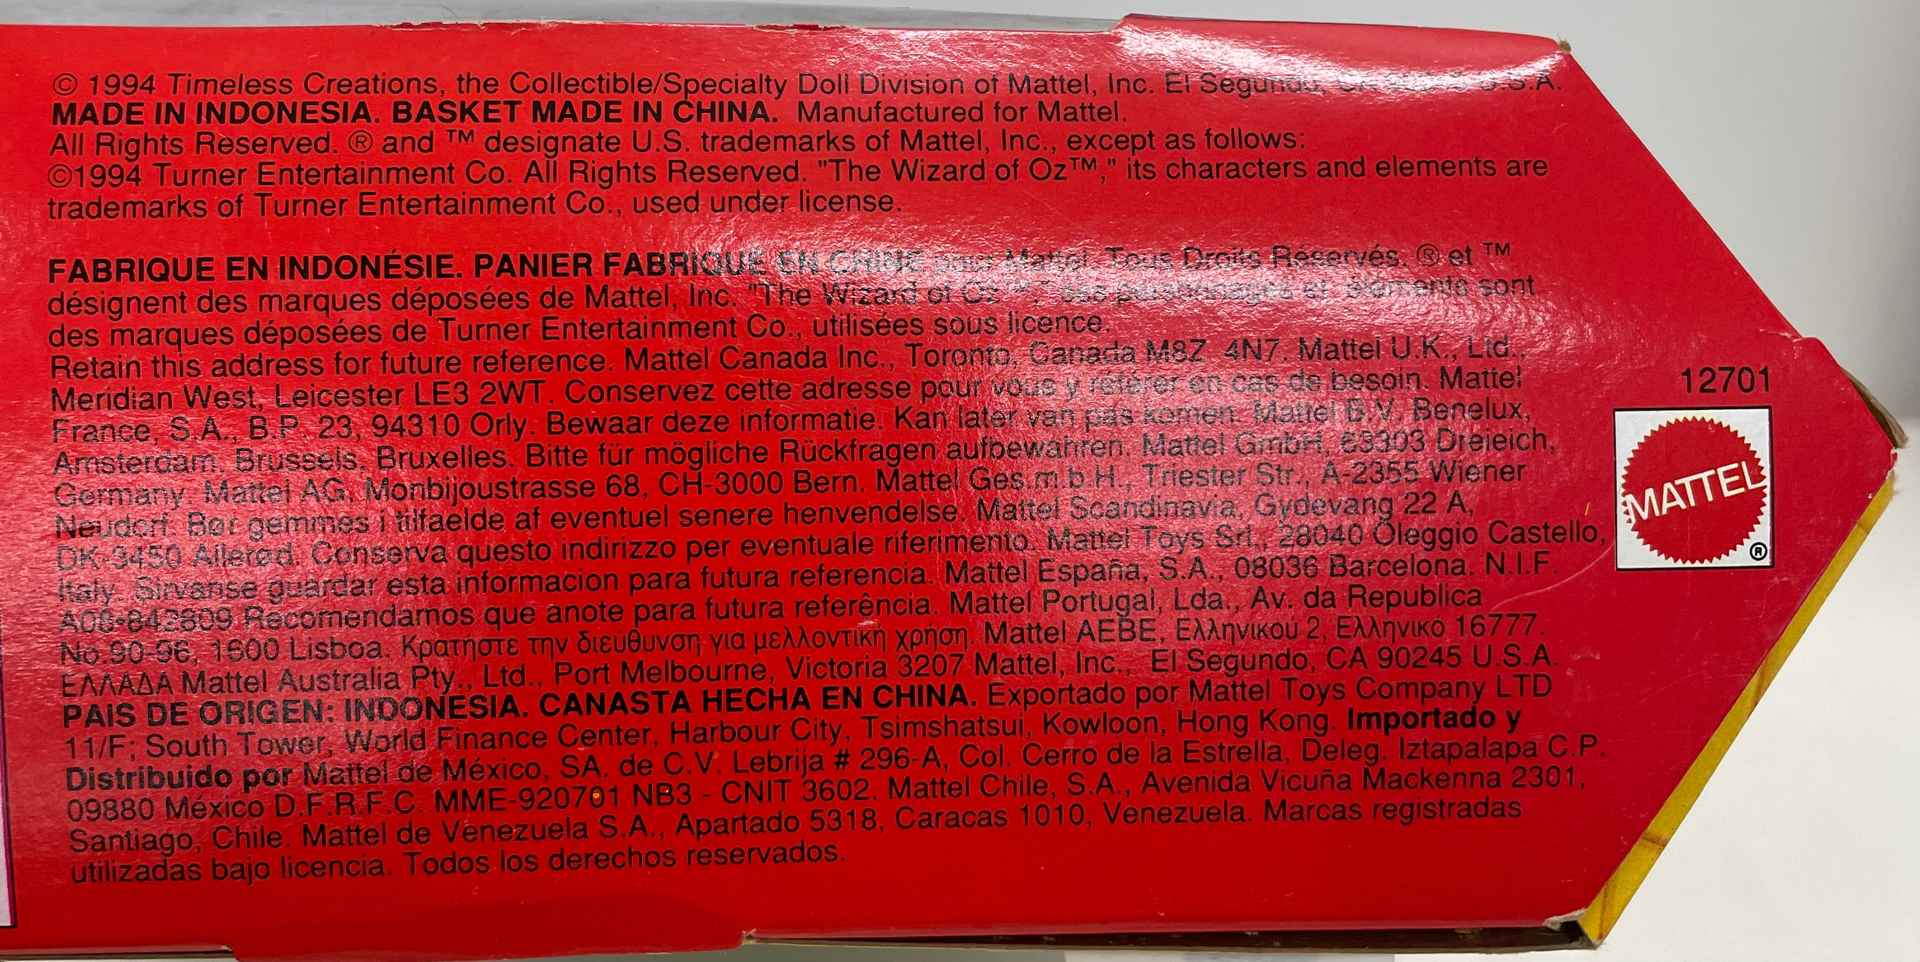 © 1994 Timeless Creations, the Collectible/Specialty Doll Division of Mattel, Inc. El Segundo, CA U.S.A.
MADE IN INDONESIA. BASKET MADE IN CHINA. Manufactured for Mattel.
All Rights Reserved. ® and ™ designate U.S. trademarks of Mattel, Inc., except as follows:
©1994 Turner Entertainment Co. All Rights Reserved. "The Wizard of Oz™," its characters and elements are
trademarks of Turner Entertainment Co., used under license.
FABRIQUE EN INDONÉSIE. PANIER FABRIQUE EN CHINE pour Mattel. Tous Droits Réservés. ® et ™
désignent des marques déposées de Mattel, Inc. "The Wizard of Oz™," ses personnages et éléments sont
des marques déposées de Turner Entertainment Co., utilisées sous licence.
Retain this address for future reference. Mattel Canada Inc., Toronto, Canada M8Z 4N7. Mattel U.K., Ltd.,
Meridian West, Leicester LE3 2WT. Conservez cette adresse pour vous y référer en cas de besoin. Mattel
France, S.A., B.P. 23, 94310 Orly. Bewaar deze informatie. Kan later van pas komen. Mattel B.V. Benelux,
Amsterdam. Brussels, Bruxelles. Bitte für mögliche Rückfragen aufbewahren. Mattel GmbH, 63303 Dreieich,
Germany. Mattel AG, Monbijoustrasse 68, CH-3000 Bern. Mattel Ges.m.b.H., Triester Str., A-2355 Wiener
Neudorf. Bør gemmes i tilfaelde af eventuel senere henvendelse. Mattel Scandinavia, Gydevang 22 A,
DK-3450 Allerød. Conserva questo indirizzo per eventuale riferimento. Mattel Toys Srl., 28040 Oleggio Castello,
Italy. Sirvanse guardar esta informacion para futura referencia. Mattel España, S.A., 08036 Barcelona. N.I.F.
A08-842809 Recomendamos que anote para futura referência. Mattel Portugal, Lda., Av. da Republica
No.90-96, 1600 Lisboa. Κρατήστε την διεύθυνση για μελλοντική χρήση. Mattel AEBE, Ελληνικού 2, Ελληνικό 16777.
ΕΛΛΑΔΑ Mattel Australia Pty., Ltd., Port Melbourne, Victoria 3207 Mattel, Inc., El Segundo, CA 90245 U.S.A.
PAIS DE ORIGEN: INDONESIA. CANASTA HECHA EN CHINA. Exportado por Mattel Toys Company LTD
11/F; South Tower, World Finance Center, Harbour City, Tsimshatsui, Kowloon, Hong Kong. Importado y
Distribuido por Mattel de México, SA. de C.V. Lebrija # 296-A, Col. Cerro de la Estrella, Deleg. Iztapalapa C.P.
09880 México D.F.R.F.C. MME-920701 NB3 - CNIT 3602. Mattel Chile, S.A., Avenida Vicuña Mackenna 2301,
Santiago, Chile. Mattel de Venezuela S.A., Apartado 5318, Caracas 1010, Venezuela. Marcas registradas
utilizadas bajo licencia. Todos los derechos reservados.
12701
MATTEL
®